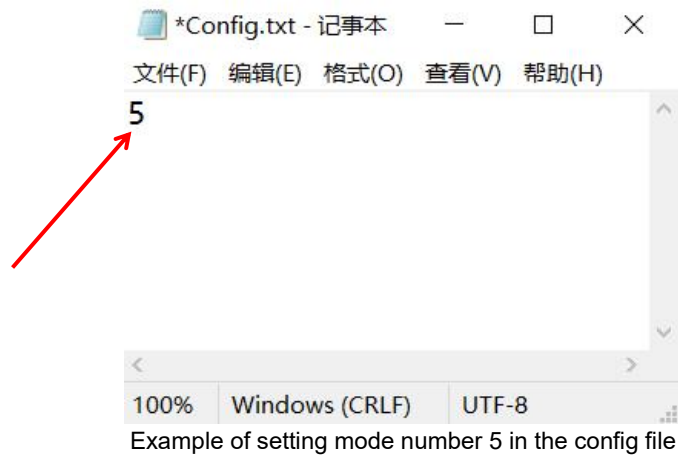 *Config.txt - 记事本
文件(F) 编辑(E) 格式(O) 查看(V) 帮助(H)
5
100% Windows (CRLF) UTF-8
Example of setting mode number 5 in the config file